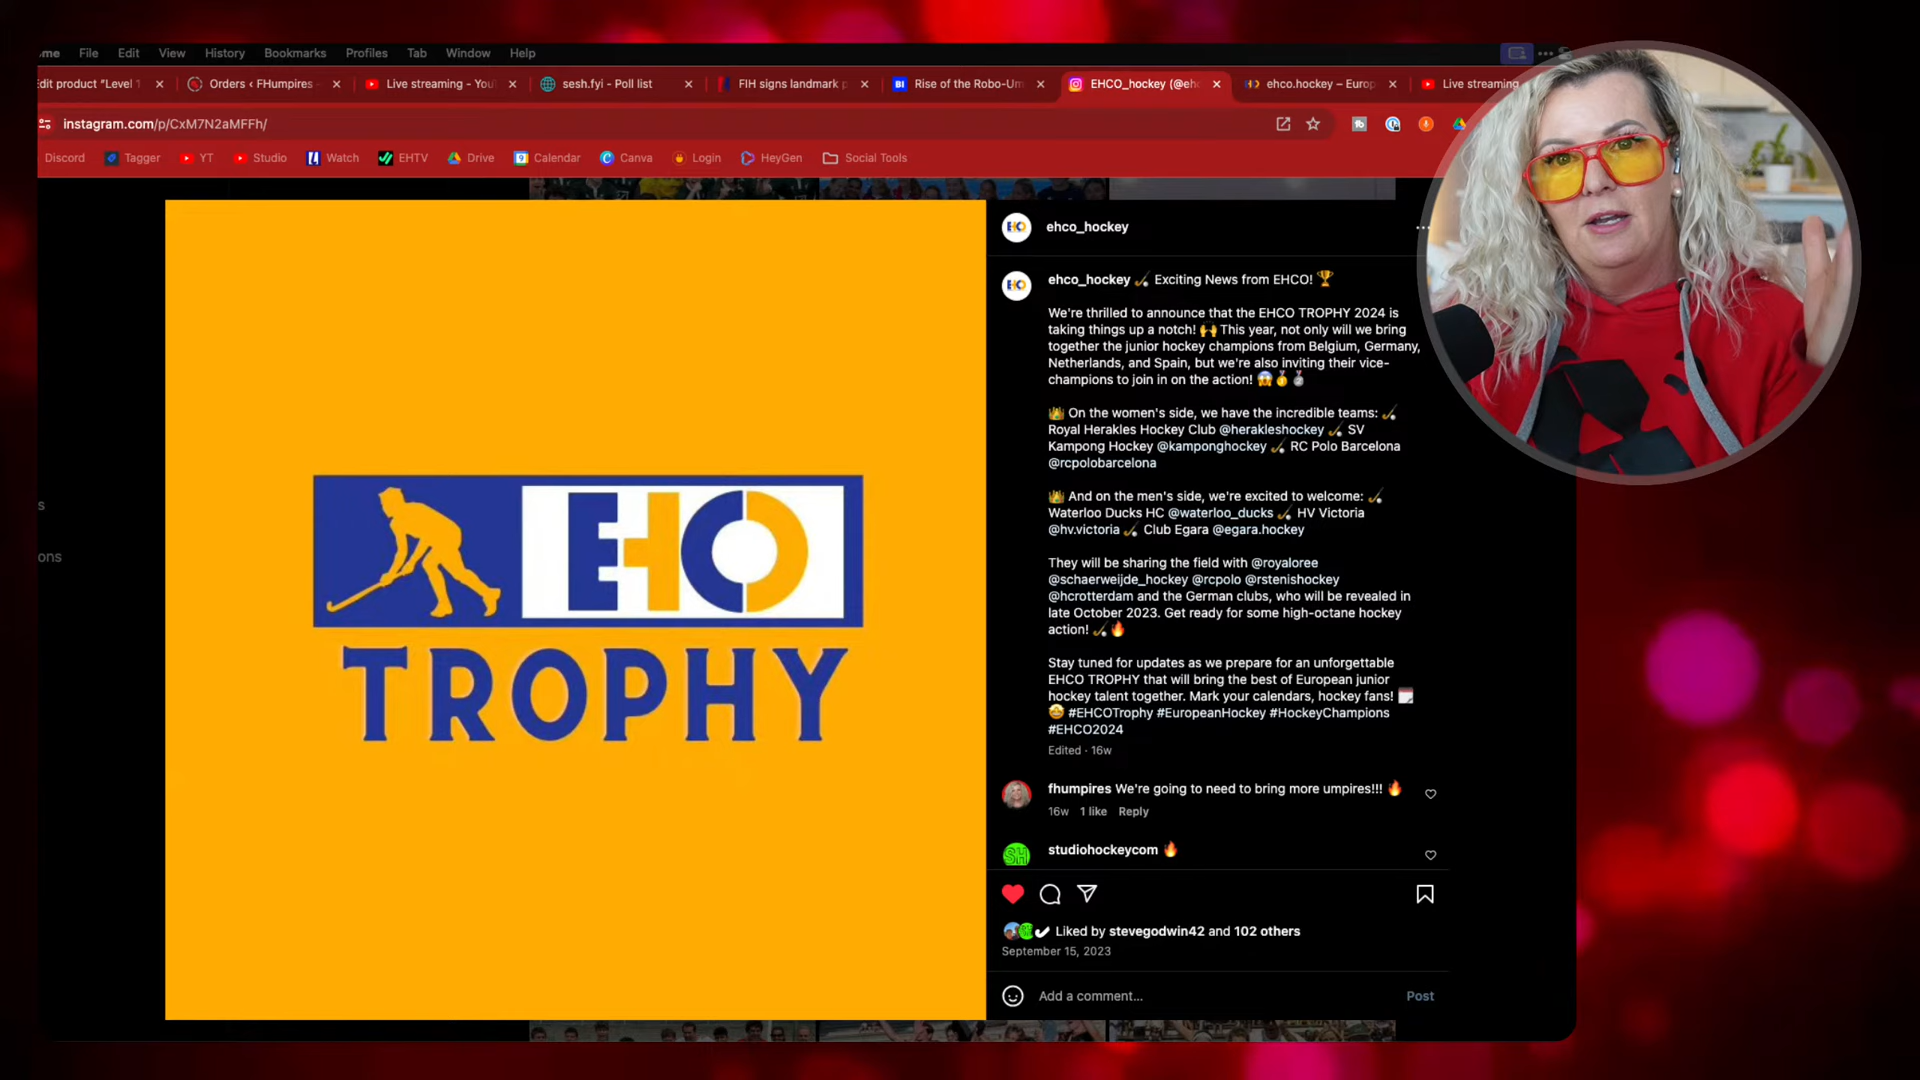 ome File Edit View History Bookmarks Profiles Tab Window Help
Edit product "Level 1 Orders ‹ FHumpires Live streaming - You sesh.fyi - Poll list FIH signs landmark p Rise of the Robo-Um EHCO_hockey (@ehc ehco.hockey – Europ Live streaming
instagram.com/p/CxM7N2aMFFh/
Discord Tagger YT Studio Watch EHTV Drive Calendar Canva Login HeyGen Social Tools
s
ons
EHCO
TROPHY
EHCO ehco_hockey
EHCO ehco_hockey 🏑 Exciting News from EHCO! 🏆
We're thrilled to announce that the EHCO TROPHY 2024 is
taking things up a notch! 🙌 This year, not only will we bring
together the junior hockey champions from Belgium, Germany,
Netherlands, and Spain, but we're also inviting their vice-
champions to join in on the action! 😱🥇🥈
👑 On the women's side, we have the incredible teams: 🏑
Royal Herakles Hockey Club @herakleshockey 🏑 SV
Kampong Hockey @kamponghockey 🏑 RC Polo Barcelona
@rcpolobarcelona
👑 And on the men's side, we're excited to welcome: 🏑
Waterloo Ducks HC @waterloo_ducks 🏑 HV Victoria
@hv.victoria 🏑 Club Egara @egara.hockey
They will be sharing the field with @royaloree
@schaerweijde_hockey @rcpolo @rstenishockey
@hcrotterdam and the German clubs, who will be revealed in
late October 2023. Get ready for some high-octane hockey
action! 🏑🔥
Stay tuned for updates as we prepare for an unforgettable
EHCO TROPHY that will bring the best of European junior
hockey talent together. Mark your calendars, hockey fans! 🗓️
🤩 #EHCOTrophy #EuropeanHockey #HockeyChampions
#EHCO2024
Edited · 16w
fhumpires We're going to need to bring more umpires!!! 🔥
16w 1 like Reply
SH studiohockeycom 🔥
Liked by stevegodwin42 and 102 others
September 15, 2023
Add a comment... Post